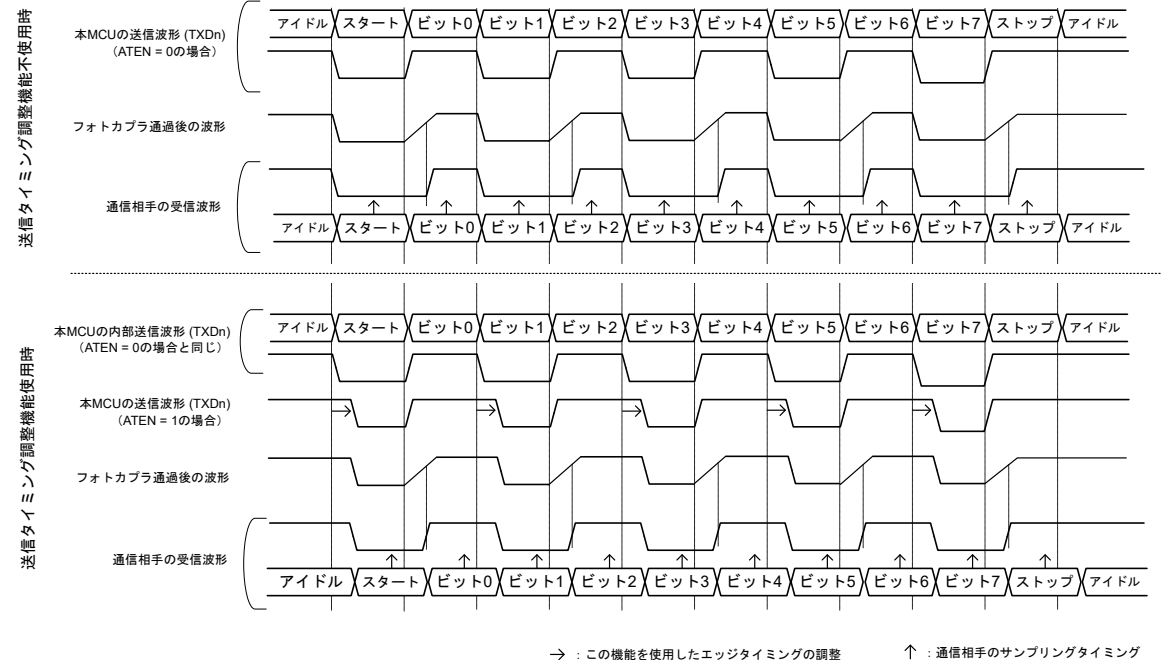 送信タイミング調整機能不使用時
本MCUの送信波形 (TXDn)
（ATEN = 0の場合）
アイドル スタート ビット0 ビット1 ビット2 ビット3 ビット4 ビット5 ビット6 ビット7 ストップ アイドル
フォトカプラ通過後の波形
通信相手の受信波形
アイドル スタート ビット0 ビット1 ビット2 ビット3 ビット4 ビット5 ビット6 ビット7 ストップ アイドル
送信タイミング調整機能使用時
本MCUの内部送信波形 (TXDn)
（ATEN = 0の場合と同じ）
アイドル スタート ビット0 ビット1 ビット2 ビット3 ビット4 ビット5 ビット6 ビット7 ストップ アイドル
本MCUの送信波形 (TXDn)
（ATEN = 1の場合）
フォトカプラ通過後の波形
通信相手の受信波形
アイドル スタート ビット0 ビット1 ビット2 ビット3 ビット4 ビット5 ビット6 ビット7 ストップ アイドル
→ : この機能を使用したエッジタイミングの調整 ↑ : 通信相手のサンプリングタイミング